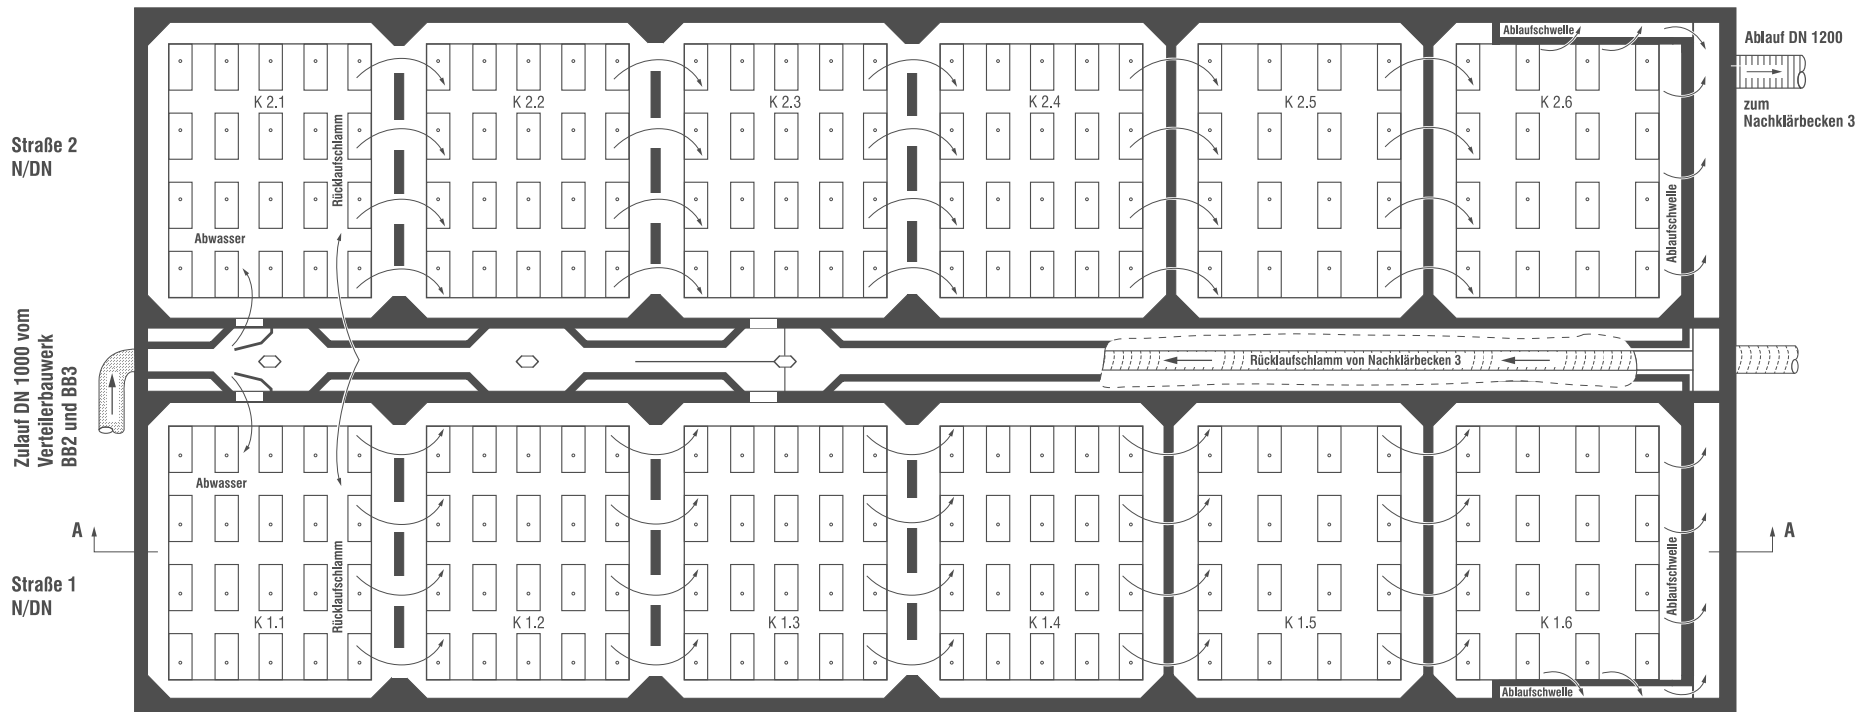 Ablaufschwelle
Ablauf DN 1200
K 2.1
K 2.2
K 2.3
K 2.4
K 2.5
K 2.6
zum
Nachklärbecken 3
Straße 2
N/DN
Rücklaufschlamm
Abwasser
Ablaufschwelle
Zulauf DN 1000 vom
Verteilerbauwerk
BB2 und BB3
Rücklaufschlamm von Nachklärbecken 3
Abwasser
A
A
Rücklaufschlamm
Ablaufschwelle
Straße 1
N/DN
K 1.1
K 1.2
K 1.3
K 1.4
K 1.5
K 1.6
Ablaufschwelle